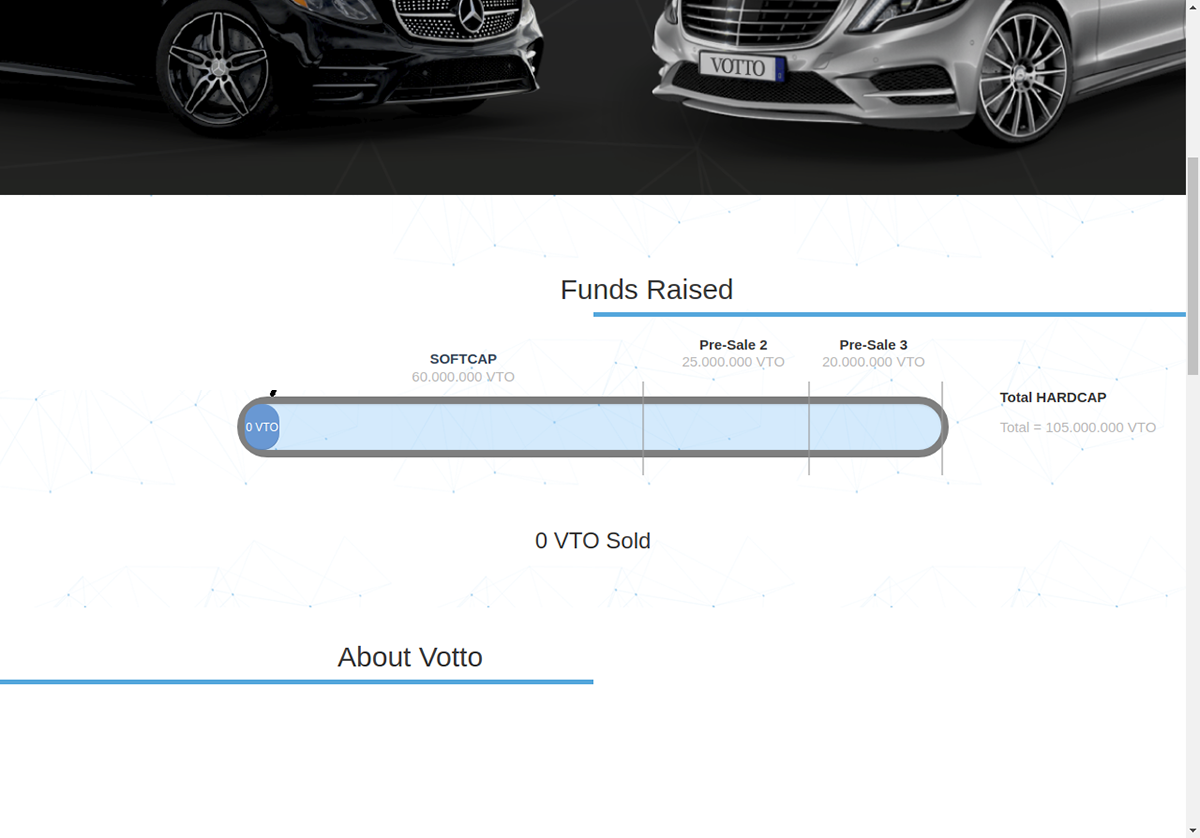 VOTTO
Funds Raised
SOFTCAP
60.000.000 VTO
Pre-Sale 2
25.000.000 VTO
Pre-Sale 3
20.000.000 VTO
0 VTO
Total HARDCAP
Total = 105.000.000 VTO
0 VTO Sold
About Votto